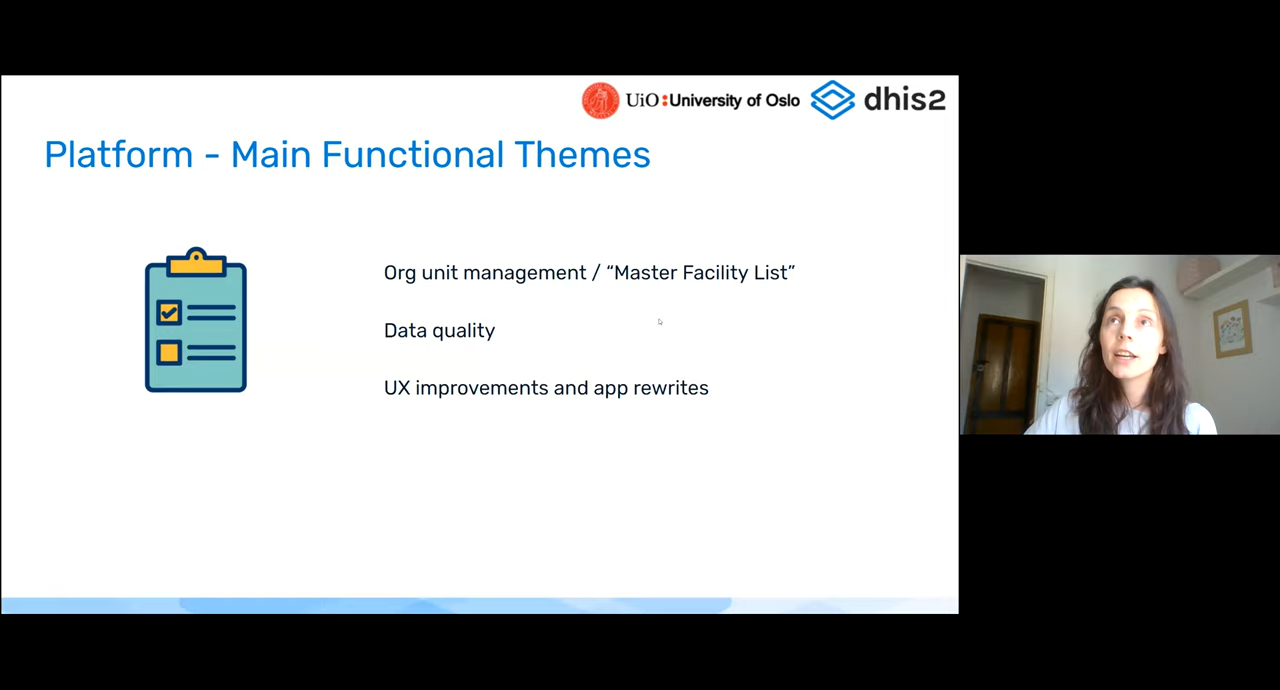 UiO:University of Oslo
dhis2
Platform - Main Functional Themes
Org unit management / “Master Facility List”
Data quality
UX improvements and app rewrites